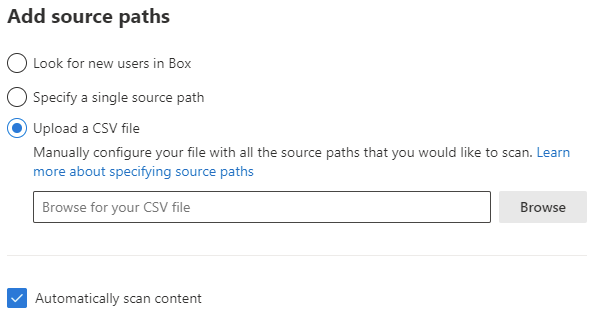 Add source paths
Look for new users in Box
Specify a single source path
Upload a CSV file
Manually configure your file with all the source paths that you would like to scan. Learn
more about specifying source paths
Browse for your CSV file
Browse
Automatically scan content